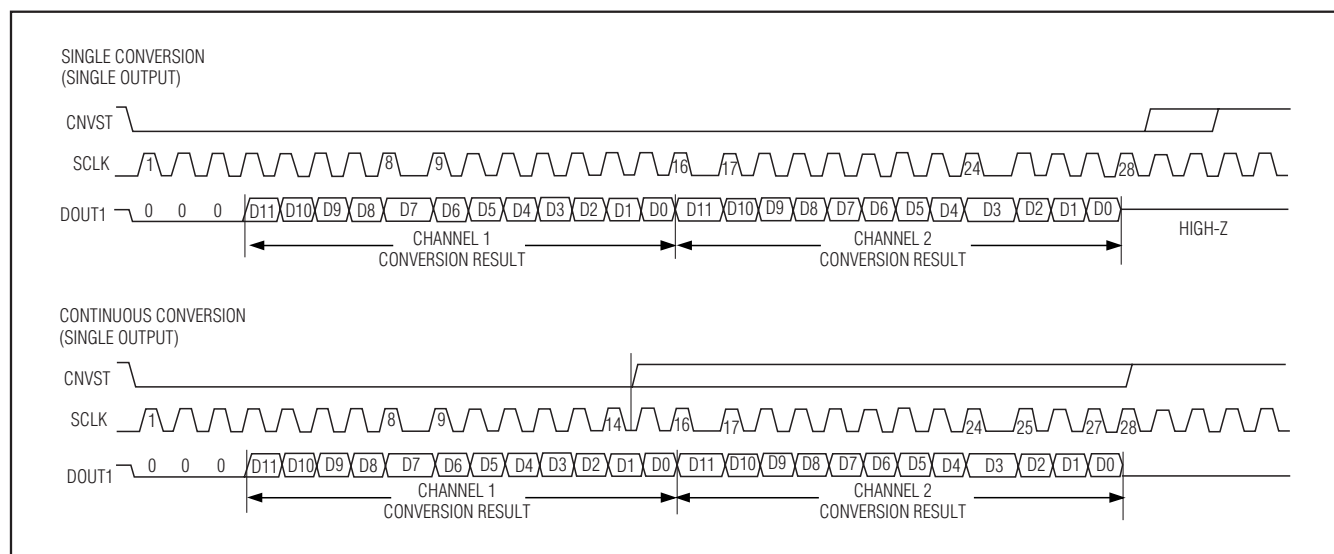 SINGLE CONVERSION
(SINGLE OUTPUT)
CNVST
SCLK 1 8 9 16 17 24 28
DOUT1 0 0 0 D11 D10 D9 D8 D7 D6 D5 D4 D3 D2 D1 D0 D11 D10 D9 D8 D7 D6 D5 D4 D3 D2 D1 D0
HIGH-Z
CHANNEL 1
CONVERSION RESULT
CHANNEL 2
CONVERSION RESULT
CONTINUOUS CONVERSION
(SINGLE OUTPUT)
CNVST
SCLK 1 8 9 14 16 17 24 25 27 28
DOUT1 0 0 0 D11 D10 D9 D8 D7 D6 D5 D4 D3 D2 D1 D0 D11 D10 D9 D8 D7 D6 D5 D4 D3 D2 D1 D0
CHANNEL 1
CONVERSION RESULT
CHANNEL 2
CONVERSION RESULT